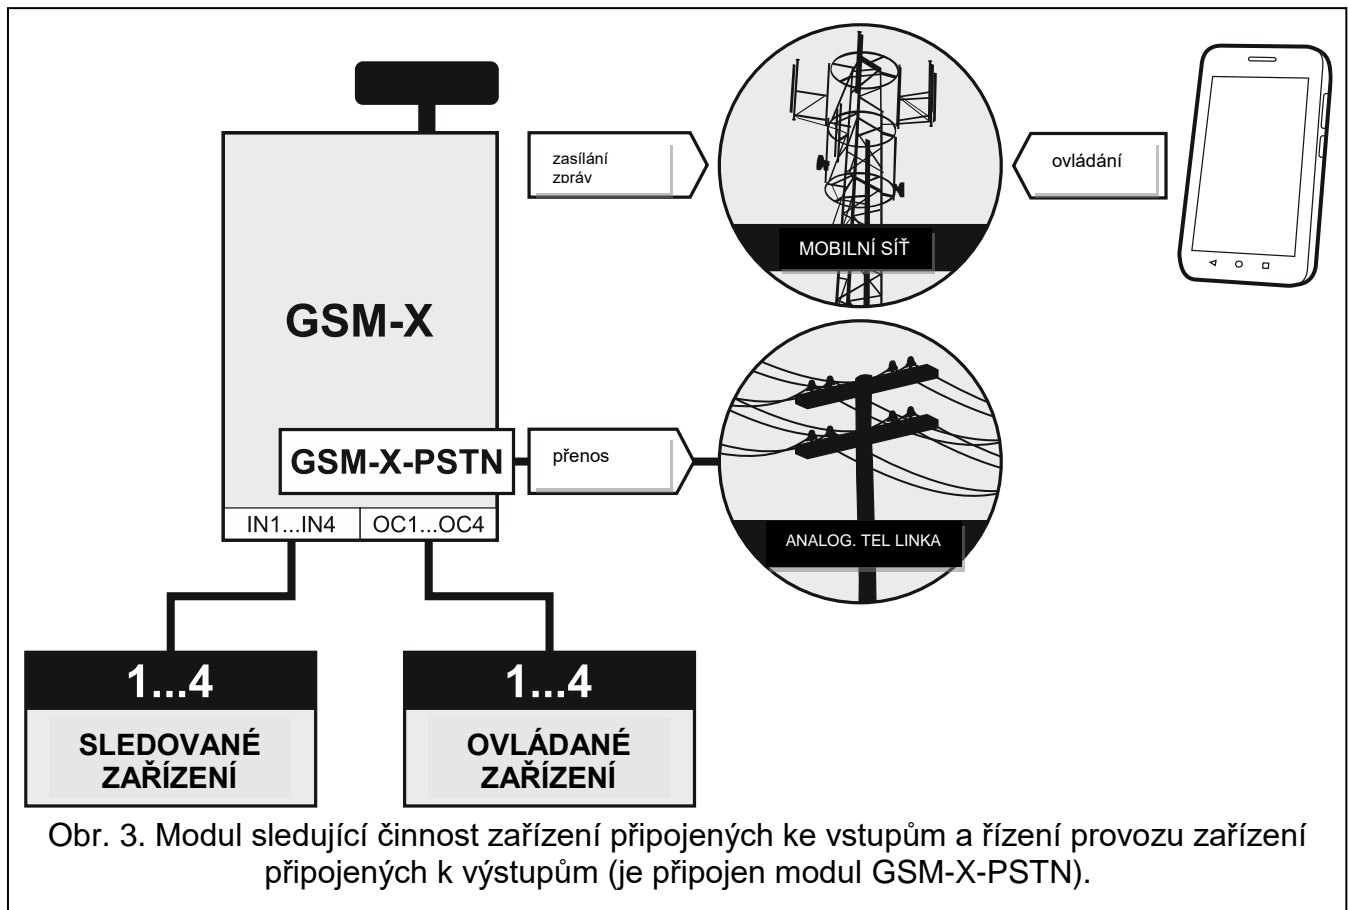 zasílání
zpráv
ovládání
MOBILNÍ SÍŤ
GSM-X
GSM-X-PSTN
přenos
ANALOG. TEL LINKA
IN1...IN4
OC1...OC4
1...4
SLEDOVANÉ
ZAŘÍZENÍ
1...4
OVLÁDANÉ
ZAŘÍZENÍ
Obr. 3. Modul sledující činnost zařízení připojených ke vstupům a řízení provozu zařízení
připojených k výstupům (je připojen modul GSM-X-PSTN).